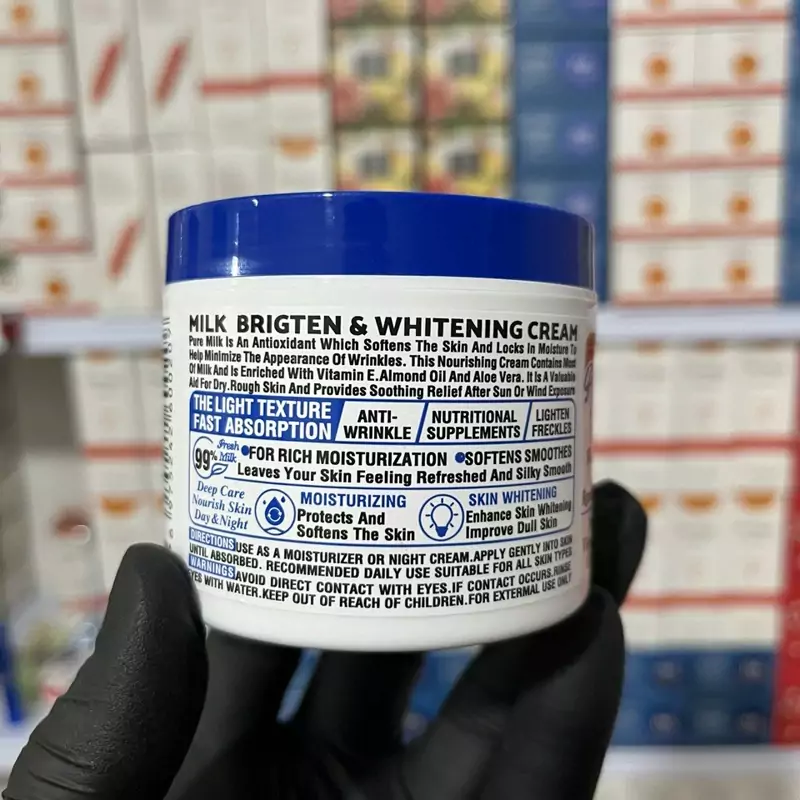 MILK BRIGTEN & WHITENING CREAM
Pure Milk Is An Antioxidant Which Softens The Skin And Locks In Moisture To
Help Minimize The Appearance Of Wrinkles. This Nourishing Cream Contains Most
Of Milk And Is Enriched With Vitamin E.Almond Oil And Aloe Vera. It Is A Valuable
Aid For Dry.Rough Skin And Provides Soothing Relief After Sun Or Wind Exposure
THE LIGHT TEXTURE
FAST ABSORPTION
ANTI-
WRINKLE
NUTRITIONAL
SUPPLEMENTS
LIGHTEN
FRECKLES
99% Fresh
Milk
•FOR RICH MOISTURIZATION •SOFTENS SMOOTHES
Leaves Your Skin Feeling Refreshed And Silky Smooth
Deep Care
Nourish Skin
Day&Night
MOISTURIZING
Protects And
Softens The Skin
SKIN WHITENING
Enhance Skin Whitening
Improve Dull Skin
DIRECTIONS USE AS A MOISTURIZER OR NIGHT CREAM.APPLY GENTLY INTO SKIN
UNTIL ABSORBED. RECOMMENDED DAILY USE SUITABLE FOR ALL SKIN TYPES
WARNINGS AVOID DIRECT CONTACT WITH EYES.IF CONTACT OCCURS.RINSE
EYES WITH WATER.KEEP OUT OF REACH OF CHILDREN.FOR EXTERMAL USE ONLY